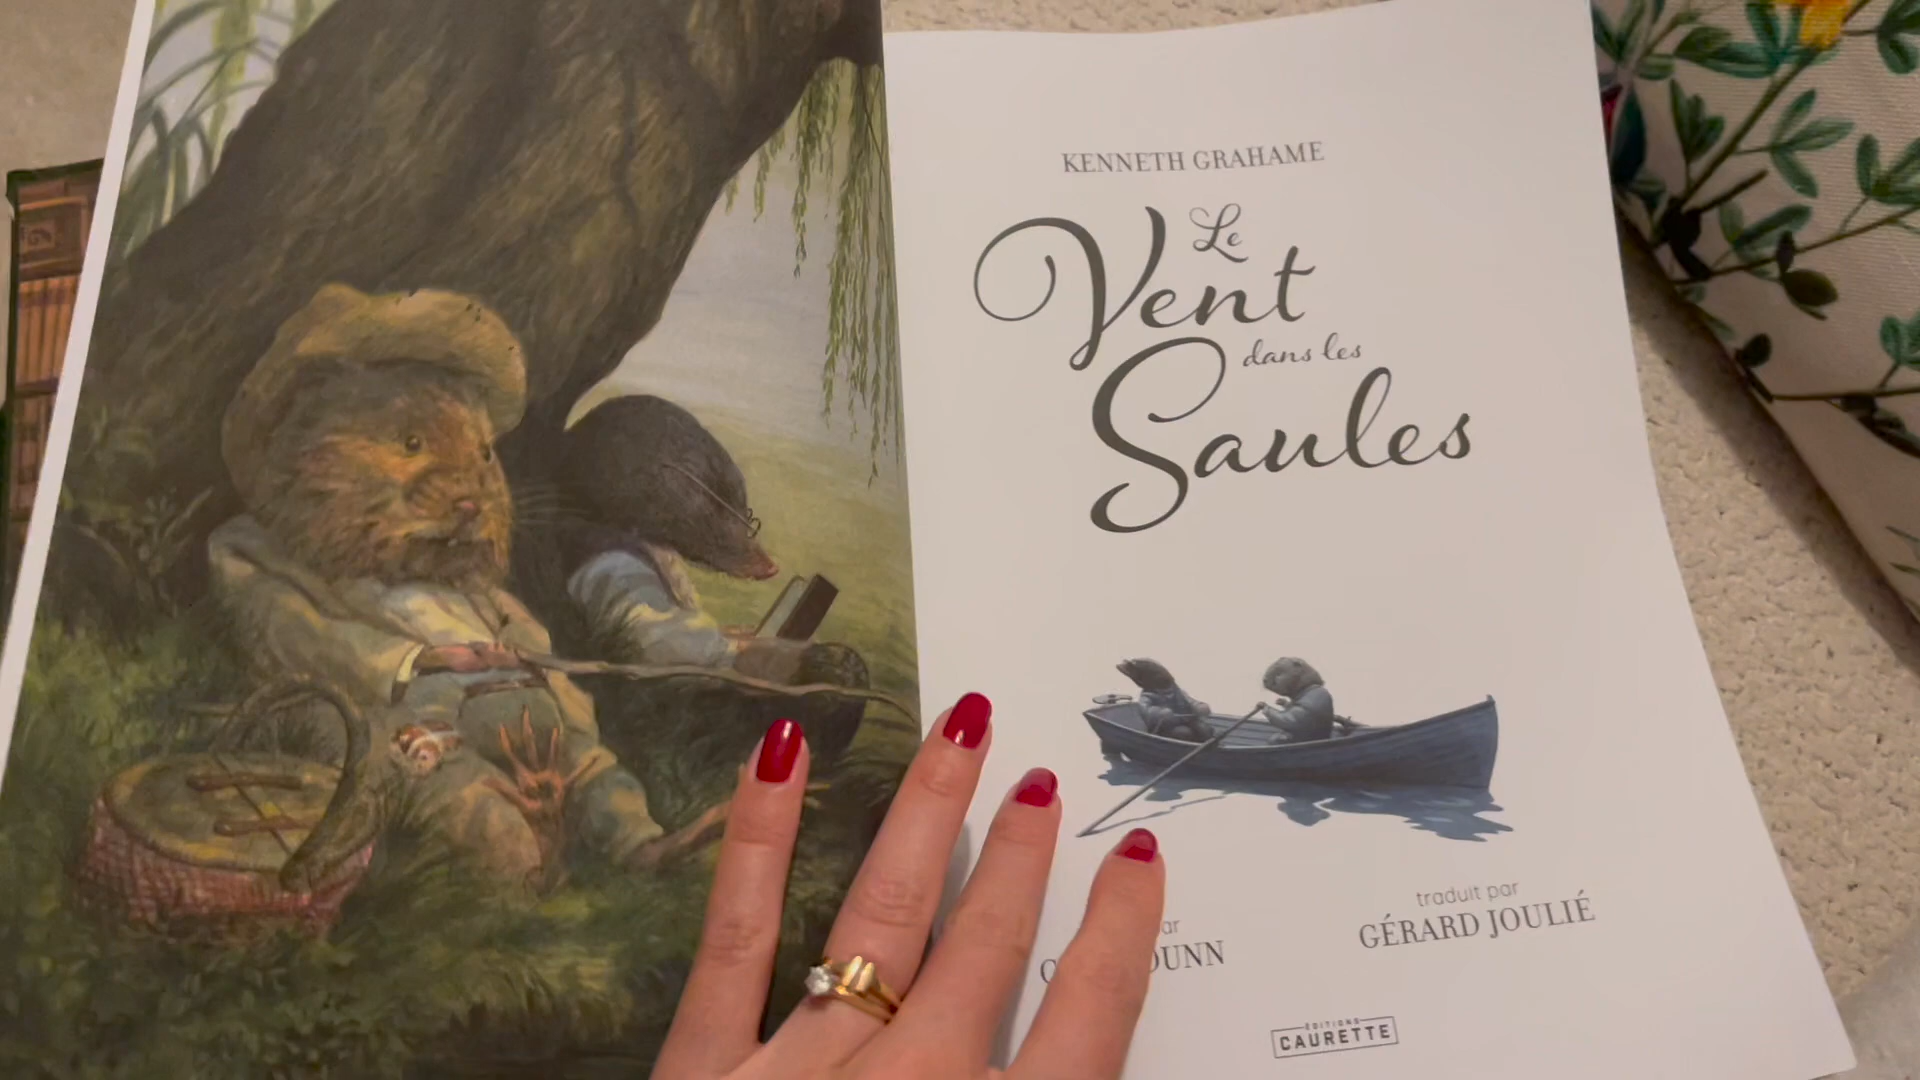 KENNETH GRAHAME
Le
Vent
dans les
Saules
traduit par
GÉRARD JOULIÉ
ÉDITIONS
CAURETTE